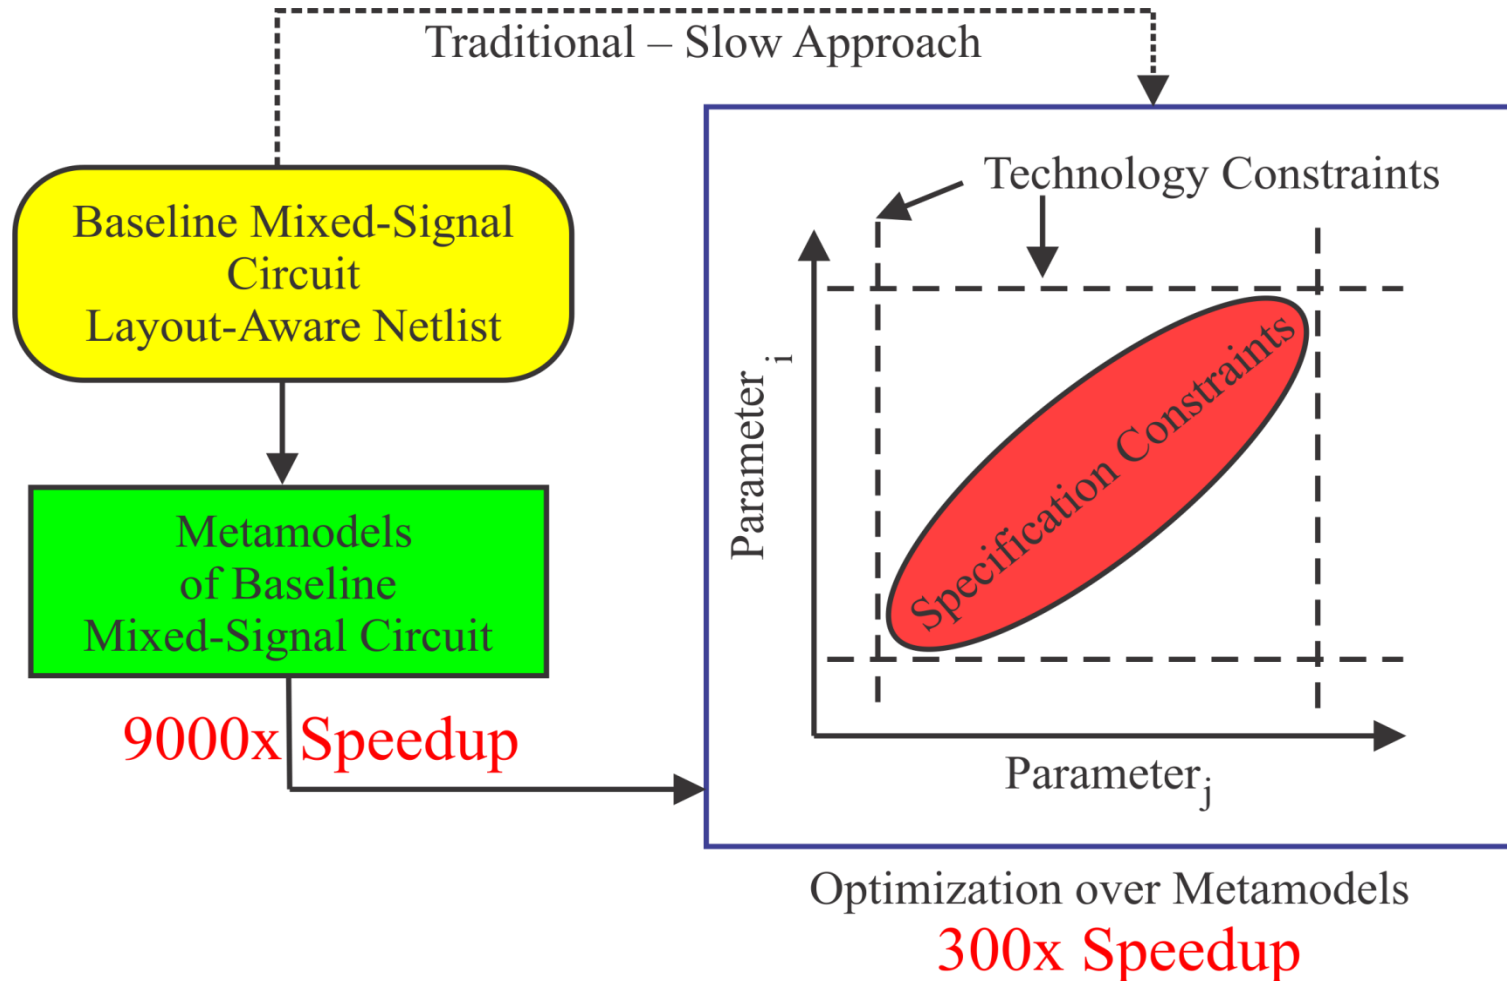 Traditional – Slow Approach
Baseline Mixed-Signal
Circuit
Layout-Aware Netlist
Metamodels
of Baseline
Mixed-Signal Circuit
9000x Speedup
Technology Constraints
Parameter i
Specification Constraints
Parameter j
Optimization over Metamodels
300x Speedup